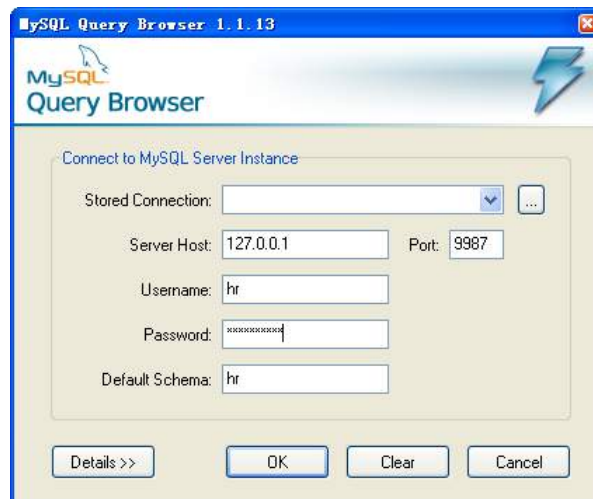 MySQL Query Browser 1.1.13
MySQL
Query Browser
Connect to MySQL Server Instance
Stored Connection:
...
Server Host: 127.0.0.1 Port: 9987
Username: hr
Password: **********
Default Schema: hr
Details >> OK Clear Cancel